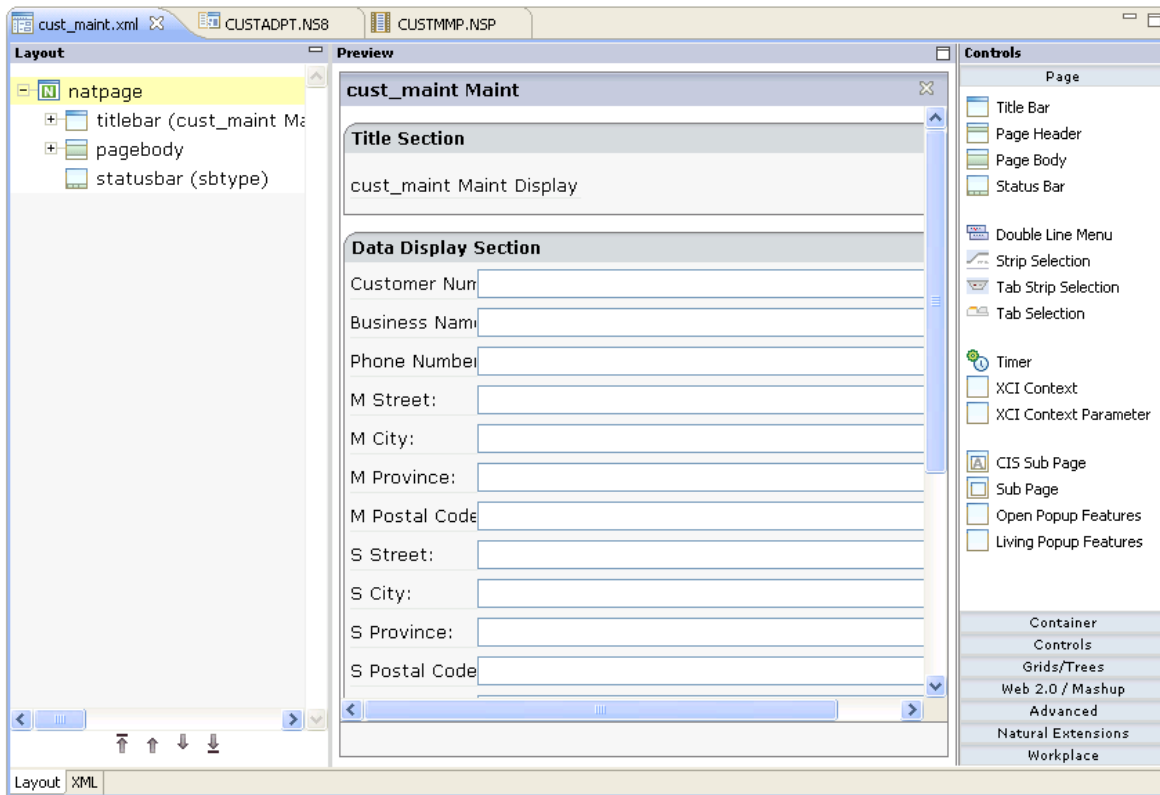 cust_maint.xml
CUSTADPT.NS8
CUSTMMP.NSP
Layout
natpage
titlebar (cust_maint Ma
pagebody
statusbar (sbtype)
Layout XML
Preview
cust_maint Maint
Title Section
cust_maint Maint Display
Data Display Section
Customer Num
Business Nam
Phone Number
M Street:
M City:
M Province:
M Postal Code
S Street:
S City:
S Province:
S Postal Code
Controls
Page
Title Bar
Page Header
Page Body
Status Bar
Double Line Menu
Strip Selection
Tab Strip Selection
Tab Selection
Timer
XCI Context
XCI Context Parameter
CIS Sub Page
Sub Page
Open Popup Features
Living Popup Features
Container
Controls
Grids/Trees
Web 2.0 / Mashup
Advanced
Natural Extensions
Workplace